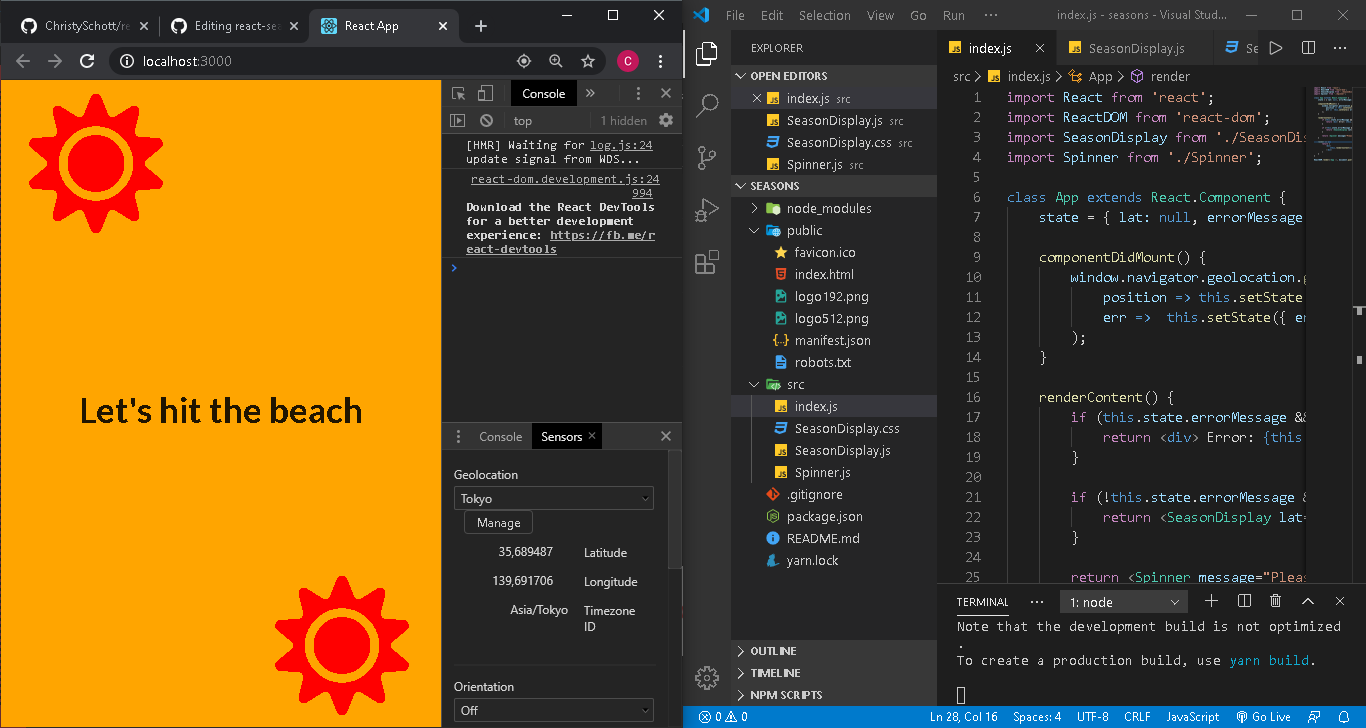 ChristySchott/re
Editing react-sea
React App
localhost:3000
C
Let's hit the beach
Console
top
1 hidden
[HMR] Waiting for log.js:24
update signal from WDS...
react-dom.development.js:24
994
Download the React DevTools
for a better development
experience: https://fb.me/r
eact-devtools
Console
Sensors
Geolocation
Tokyo
Manage
35,689487 Latitude
139,691706 Longitude
Asia/Tokyo Timezone
ID
Orientation
Off
File Edit Selection View Go Run ···
index.js - seasons - Visual Stud...
EXPLORER
OPEN EDITORS
index.js src
SeasonDisplay.js src
SeasonDisplay.css src
Spinner.js src
SEASONS
node_modules
public
favicon.ico
index.html
logo192.png
logo512.png
manifest.json
robots.txt
src
index.js
SeasonDisplay.css
SeasonDisplay.js
Spinner.js
.gitignore
package.json
README.md
yarn.lock
OUTLINE
TIMELINE
NPM SCRIPTS
index.js
SeasonDisplay.js
Se
src > index.js > App > render
1 import React from 'react';
2 import ReactDOM from 'react-dom';
3 import SeasonDisplay from './SeasonDis
4 import Spinner from './Spinner';
5
6 class App extends React.Component {
7 state = { lat: null, errorMessage
8
9 componentDidMount() {
10 window.navigator.geolocation.g
11 position => this.setState
12 err => this.setState({ er
13 );
14 }
15
16 renderContent() {
17 if (this.state.errorMessage &&
18 return <div> Error: {this
19 }
20
21 if (!this.state.errorMessage &
22 return <SeasonDisplay lat=
23 }
24
25 return <Spinner message="Pleas
TERMINAL ··· 1: node
Note that the development build is not optimized
.
To create a production build, use yarn build.
0 0
Ln 28, Col 16 Spaces: 4 UTF-8 CRLF JavaScript Go Live